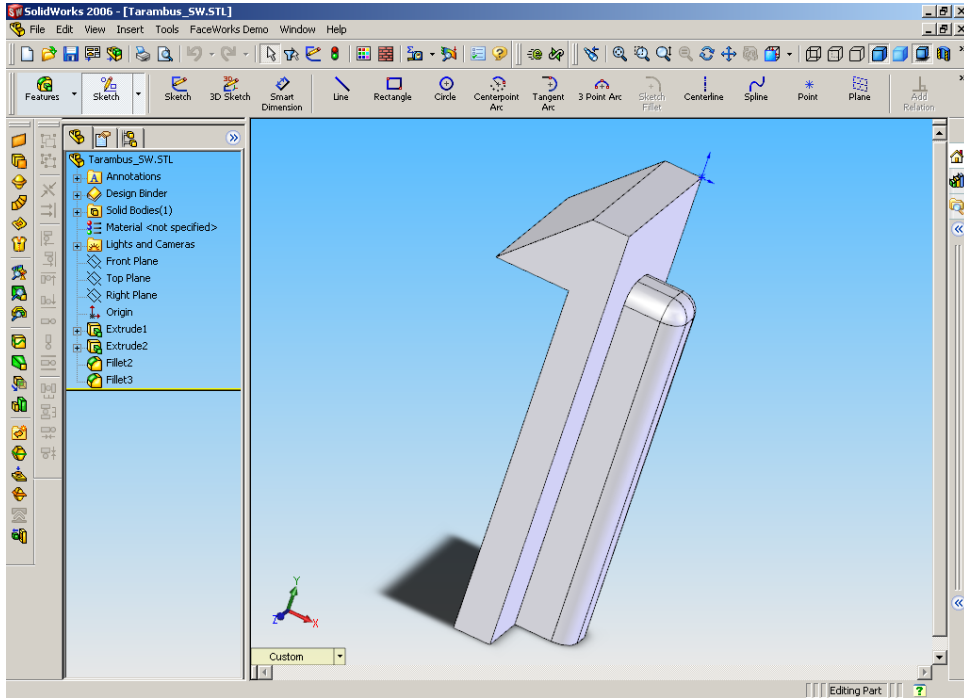 SolidWorks 2006 - [Tarambus_SW.STL]
File Edit View Insert Tools FaceWorks Demo Window Help
Features Sketch Sketch 3D Sketch Smart Dimension Line Rectangle Circle Centerpoint Arc Tangent Arc 3 Point Arc Sketch Fillet Centerline Spline Point Plane Add Relation
Tarambus_SW.STL
Annotations
Design Binder
Solid Bodies(1)
Material <not specified>
Lights and Cameras
Front Plane
Top Plane
Right Plane
Origin
Extrude1
Extrude2
Fillet2
Fillet3
Y
Z X
Custom
Editing Part